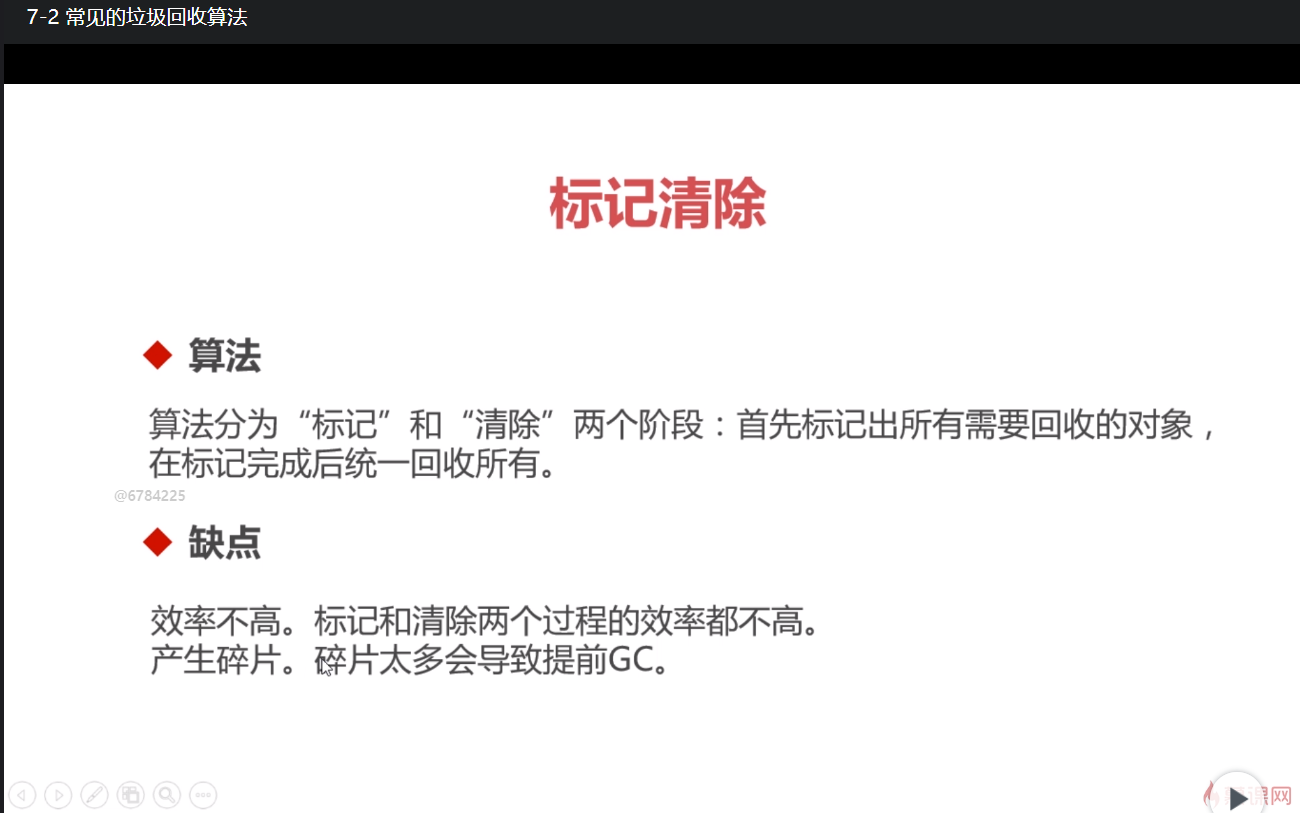 7-2 常见的垃圾回收算法
标记清除
算法
算法分为“标记”和“清除”两个阶段：首先标记出所有需要回收的对象，
在标记完成后统一回收所有。
@6784225
缺点
效率不高。标记和清除两个过程的效率都不高。
产生碎片。碎片太多会导致提前GC。
课网